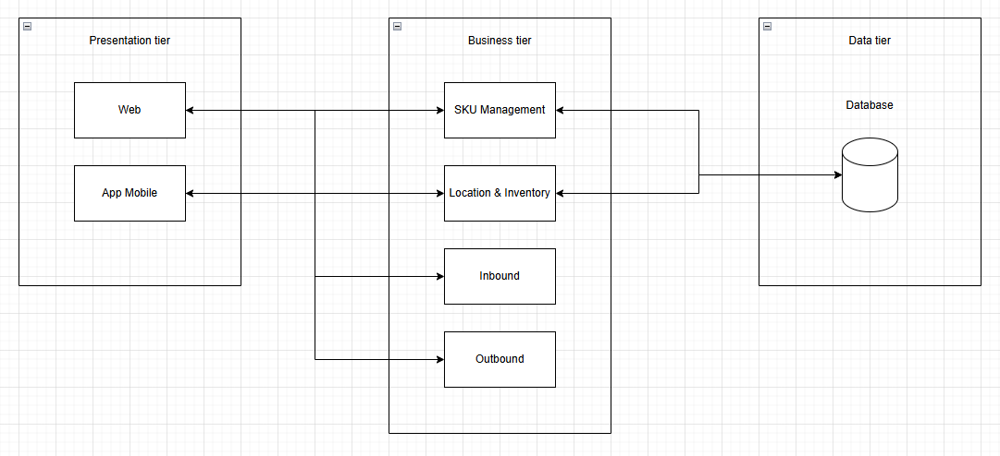 Presentation tier
Web
App Mobile
Business tier
SKU Management
Location & Inventory
Inbound
Outbound
Data tier
Database